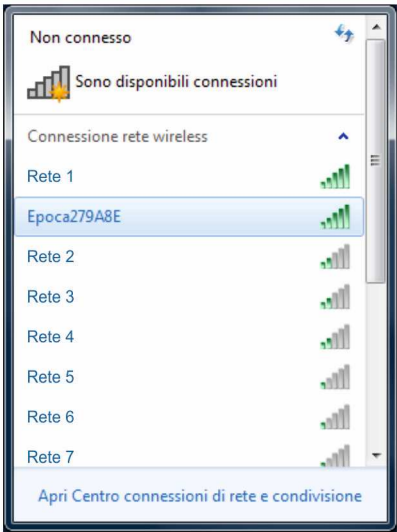 Non connesso
Sono disponibili connessioni
Connessione rete wireless
Rete 1
Epoca279A8E
Rete 2
Rete 3
Rete 4
Rete 5
Rete 6
Rete 7
Apri Centro connessioni di rete e condivisione